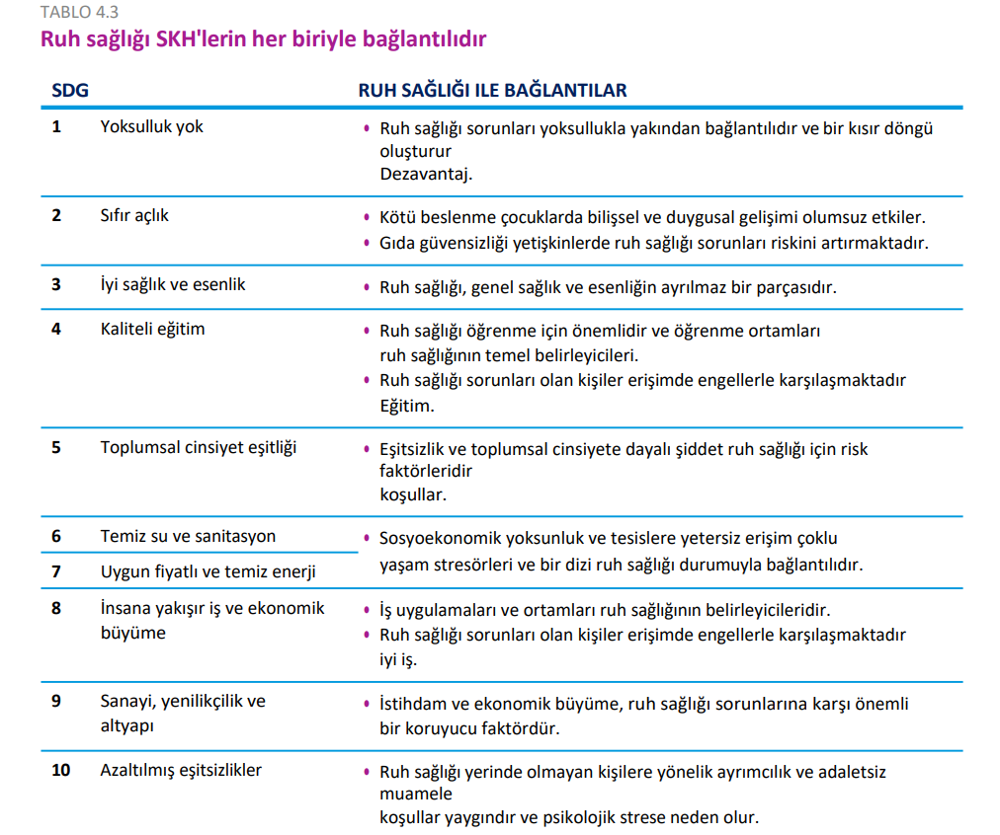 TABLO 4.3
Ruh sağlığı SKH'lerin her biriyle bağlantılıdır
SDG RUH SAĞLIĞI ILE BAĞLANTILAR
1 Yoksulluk yok • Ruh sağlığı sorunları yoksullukla yakından bağlantılıdır ve bir kısır döngü
oluşturur
Dezavantaj.
2 Sıfır açlık • Kötü beslenme çocuklarda bilişsel ve duygusal gelişimi olumsuz etkiler.
• Gıda güvensizliği yetişkinlerde ruh sağlığı sorunları riskini artırmaktadır.
3 İyi sağlık ve esenlik • Ruh sağlığı, genel sağlık ve esenliğin ayrılmaz bir parçasıdır.
4 Kaliteli eğitim • Ruh sağlığı öğrenme için önemlidir ve öğrenme ortamları
ruh sağlığının temel belirleyicileri.
• Ruh sağlığı sorunları olan kişiler erişimde engellerle karşılaşmaktadır
Eğitim.
5 Toplumsal cinsiyet eşitliği • Eşitsizlik ve toplumsal cinsiyete dayalı şiddet ruh sağlığı için risk
faktörleridir
koşullar.
6 Temiz su ve sanitasyon • Sosyoekonomik yoksunluk ve tesislere yetersiz erişim çoklu
7 Uygun fiyatlı ve temiz enerji yaşam stresörleri ve bir dizi ruh sağlığı durumuyla bağlantılıdır.
8 İnsana yakışır iş ve ekonomik • İş uygulamaları ve ortamları ruh sağlığının belirleyicileridir.
büyüme • Ruh sağlığı sorunları olan kişiler erişimde engellerle karşılaşmaktadır
iyi iş.
9 Sanayi, yenilikçilik ve • İstihdam ve ekonomik büyüme, ruh sağlığı sorunlarına karşı önemli
altyapı bir koruyucu faktördür.
10 Azaltılmış eşitsizlikler • Ruh sağlığı yerinde olmayan kişilere yönelik ayrımcılık ve adaletsiz
muamele
koşullar yaygındır ve psikolojik strese neden olur.